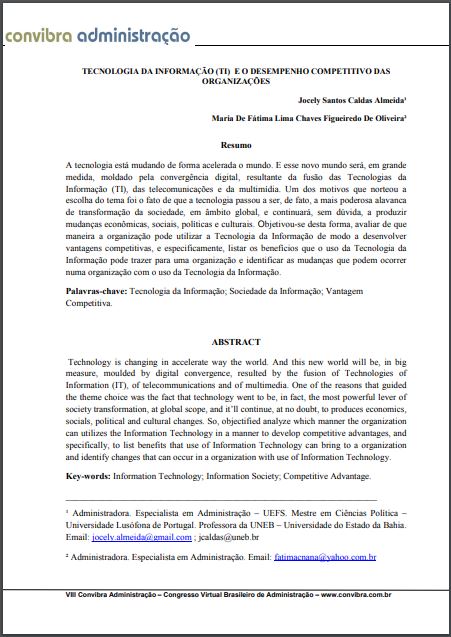 convibra administração
TECNOLOGIA DA INFORMAÇÃO (TI) E O DESEMPENHO COMPETITIVO DAS
ORGANIZAÇÕES
Jocely Santos Caldas Almeida¹
Maria De Fátima Lima Chaves Figueiredo De Oliveira²
Resumo
A tecnologia está mudando de forma acelerada o mundo. E esse novo mundo será, em grande
medida, moldado pela convergência digital, resultante da fusão das Tecnologias da
Informação (TI), das telecomunicações e da multimídia. Um dos motivos que norteou a
escolha do tema foi o fato de que a tecnologia passou a ser, de fato, a mais poderosa alavanca
de transformação da sociedade, em âmbito global, e continuará, sem dúvida, a produzir
mudanças econômicas, sociais, políticas e culturais. Objetivou-se desta forma, avaliar de que
maneira a organização pode utilizar a Tecnologia da Informação de modo a desenvolver
vantagens competitivas, e especificamente, listar os benefícios que o uso da Tecnologia da
Informação pode trazer para uma organização e identificar as mudanças que podem ocorrer
numa organização com o uso da Tecnologia da Informação.
Palavras-chave: Tecnologia da Informação; Sociedade da Informação; Vantagem
Competitiva.
ABSTRACT
Technology is changing in accelerate way the world. And this new world will be, in big
measure, moulded by digital convergence, resulted by the fusion of Technologies of
Information (IT), of telecommunications and of multimedia. One of the reasons that guided
the theme choice was the fact that technology went to be, in fact, the most powerful lever of
society transformation, at global scope, and it'll continue, at no doubt, to produces economics,
socials, political and cultural changes. So, objectified analyze which manner the organization
can utilizes the Information Technology in a manner to develop competitive advantages, and
specifically, to list benefits that use of Information Technology can bring to a organization
and identify changes that can occur in a organization with use of Information Technology.
Key-words: Information Technology; Information Society; Competitive Advantage.
¹ Administradora. Especialista em Administração – UEFS. Mestre em Ciências Política –
Universidade Lusófona de Portugal. Professora da UNEB – Universidade do Estado da Bahia.
Email: jocely.almeida@gmail.com ; jcaldas@uneb.br
² Administradora. Especialista em Administração. Email: fatimacnana@yahoo.com.br
VIII Convibra Administração – Congresso Virtual Brasileiro de Administração – www.convibra.com.br